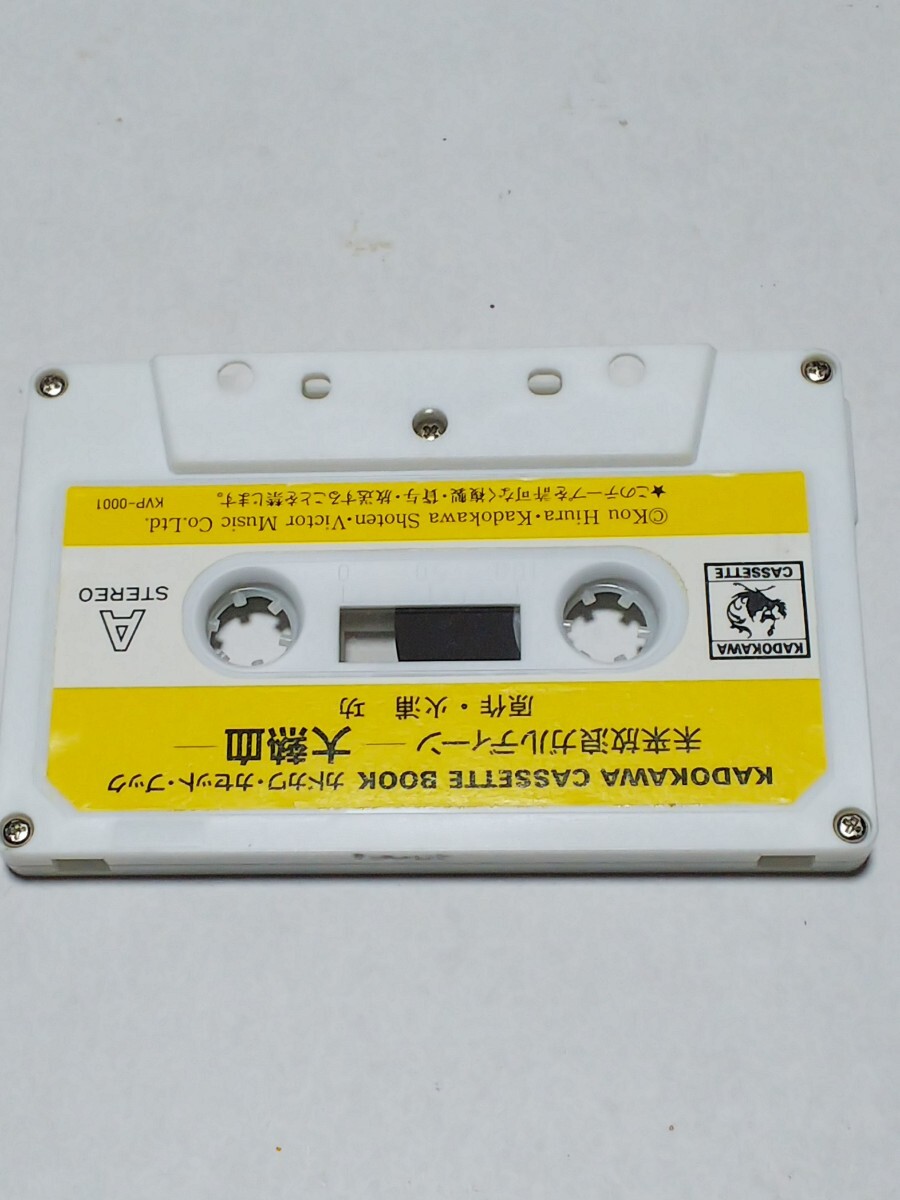 KADOKAWA CASSETTE BOOK カドカワ・カセット・ブック
未来放浪ガルディーン ― 大熱血 ―
原作・火浦 功
KADOKAWA
CASSETTE
A
STEREO
©Kou Hiura・Kadokawa Shoten・Victor Music Co.Ltd.
★このテープを許可なく複製・貸与・放送することを禁じます。 KVP-0001